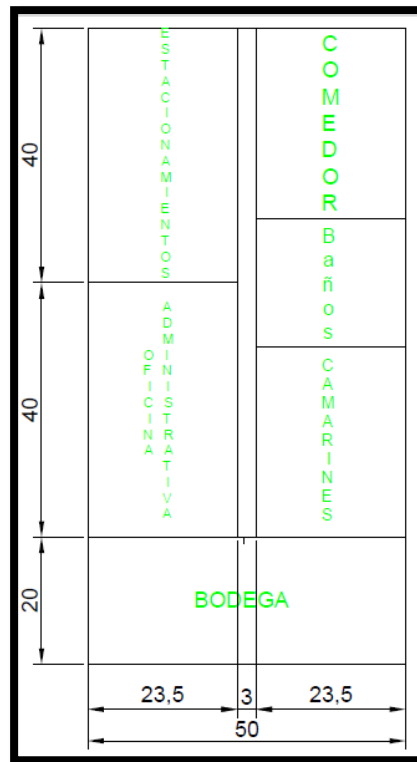 ESTACIONAMIENTOS
COMEDOR
40
Baños
OFICINA
ADMINISTRATIVA
CAMARINES
40
BODEGA
20
23,5
3
23,5
50